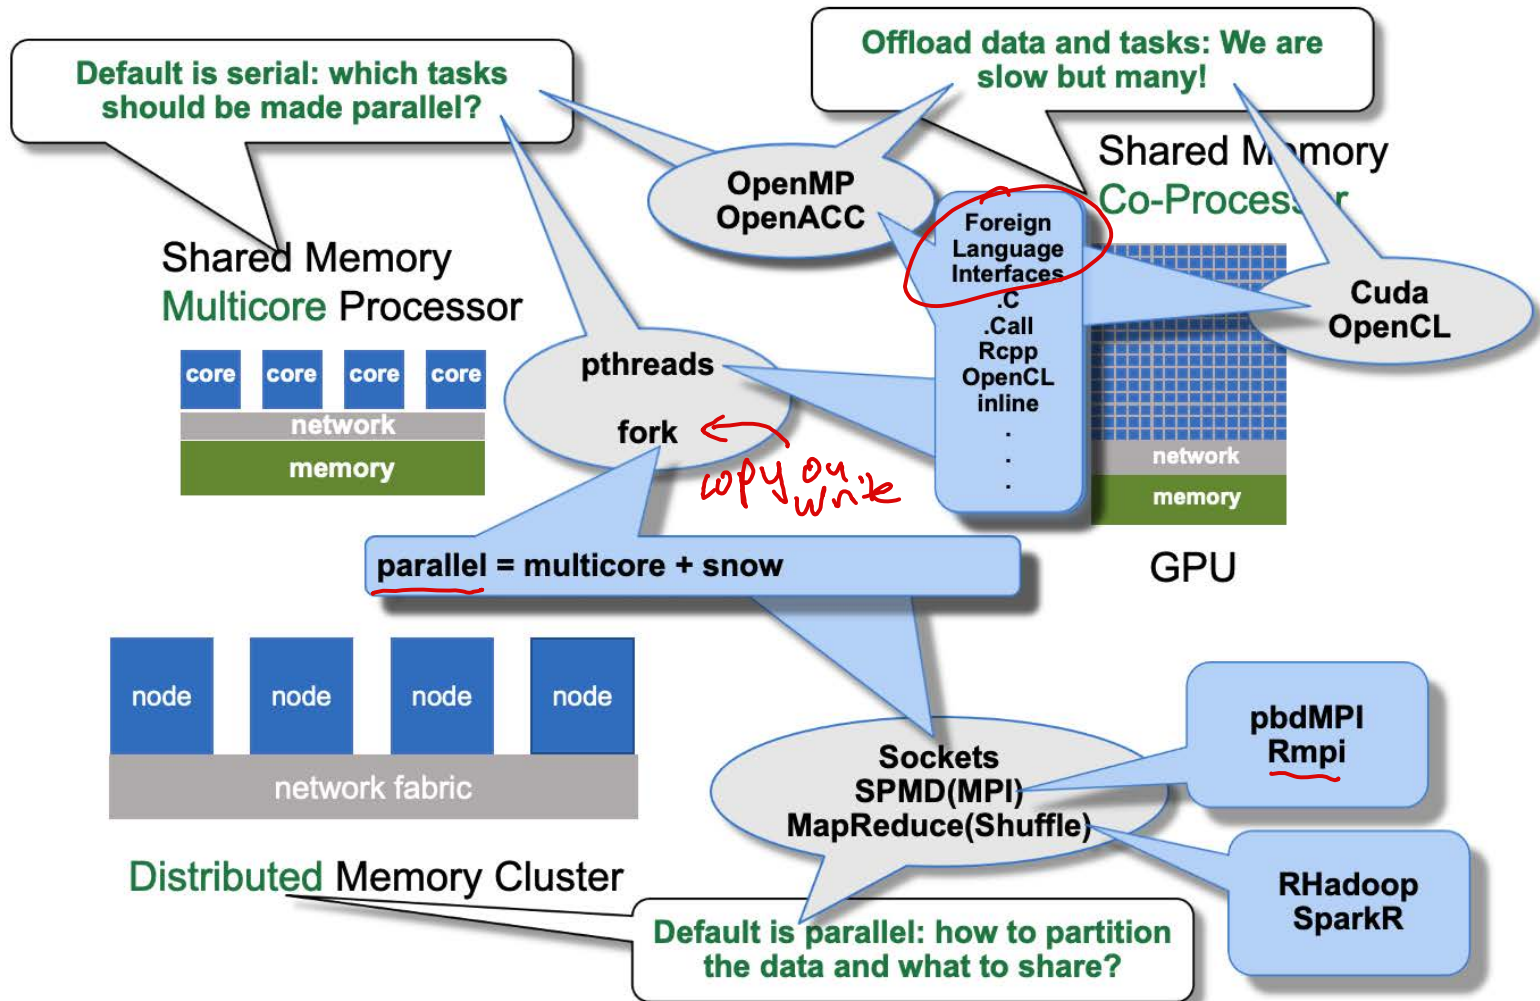 Default is serial: which tasks
should be made parallel?
Offload data and tasks: We are
slow but many!
OpenMP
OpenACC
Shared Memory
Co-Processor
Foreign
Language
Interfaces
.C
.Call
Rcpp
OpenCL
inline
.
.
.
Cuda
OpenCL
Shared Memory
Multicore Processor
core core core core
network
memory
pthreads
fork
copy on
write
network
memory
GPU
parallel = multicore + snow
node node node node
network fabric
Distributed Memory Cluster
Sockets
SPMD(MPI)
MapReduce(Shuffle)
pbdMPI
Rmpi
RHadoop
SparkR
Default is parallel: how to partition
the data and what to share?